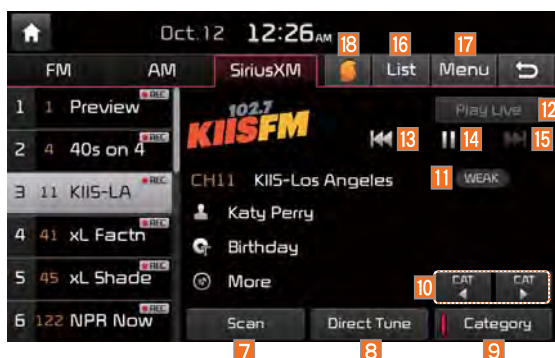 Oct.12 12:26 AM
18 16 17
FM AM SiriusXM List Menu
1 1 Preview REC
2 4 40s on 4 REC
3 11 KIIS-LA REC
4 41 xL Factn REC
5 45 xL Shade REC
6 122 NPR Now REC
102.7
KIISFM
Play Live 12
13 14 15
CH11 KIIS-Los Angeles 11 WEAK
Katy Perry
Birthday
More
10 CAT CAT
Scan Direct Tune Category
7 8 9